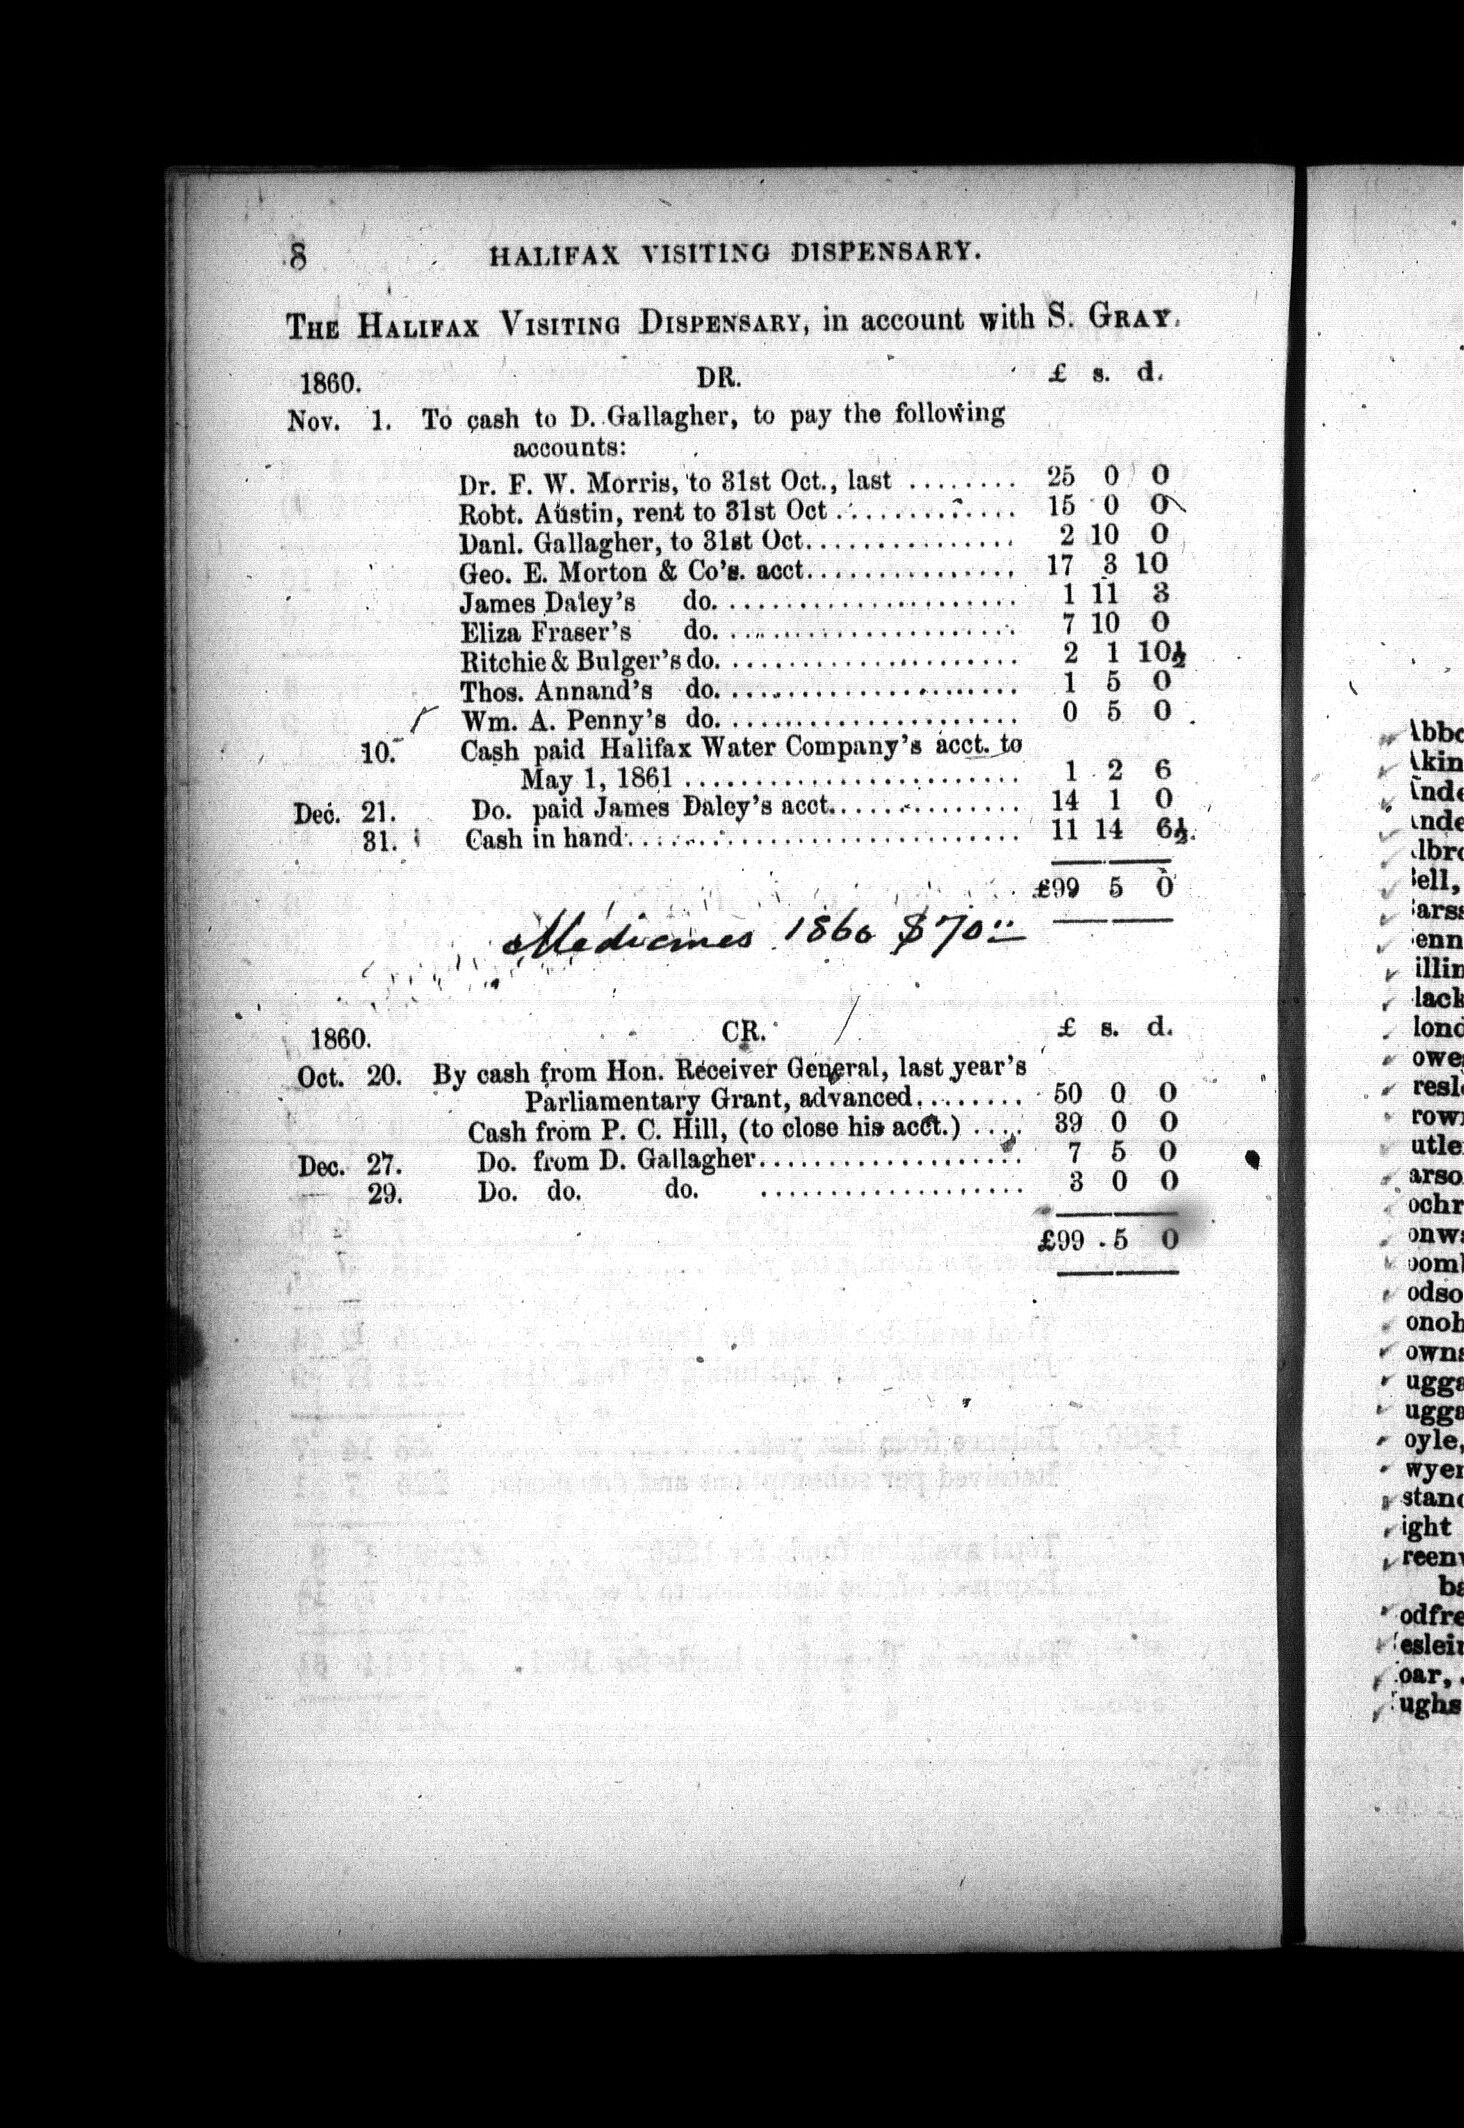 8 HALIFAX VISITING DISPENSARY.
THE HALIFAX VISITING DISPENSARY, in account with S. GRAY.
1860. DR. £ s. d.
Nov. 1. To cash to D. Gallagher, to pay the following
accounts:
Dr. F. W. Morris, to 31st Oct., last ........ 25 0 0
Robt. Austin, rent to 31st Oct ............. 15 0 0
Danl. Gallagher, to 31st Oct............... 2 10 0
Geo. E. Morton & Co's. acct............... 17 3 10
James Daley's do. ..................... 1 11 3
Eliza Fraser's do. ..................... 7 10 0
Ritchie & Bulger's do. ..................... 2 1 10½
Thos. Annand's do. ..................... 1 5 0
Wm. A. Penny's do. ..................... 0 5 0
10. Cash paid Halifax Water Company's acct. to
May 1, 1861 ........................ 1 2 6
Dec. 21. Do. paid James Daley's acct.............. 14 1 0
31. Cash in hand ........................... 11 14 6½
£99 5 0
Medicines 1860 $70.00
1860. CR. £ s. d.
Oct. 20. By cash from Hon. Receiver General, last year's
Parliamentary Grant, advanced........ 50 0 0
Cash from P. C. Hill, (to close his acct.) .... 39 0 0
Dec. 27. Do. from D. Gallagher................... 7 5 0
29. Do. do. do. ................... 3 0 0
£99 5 0